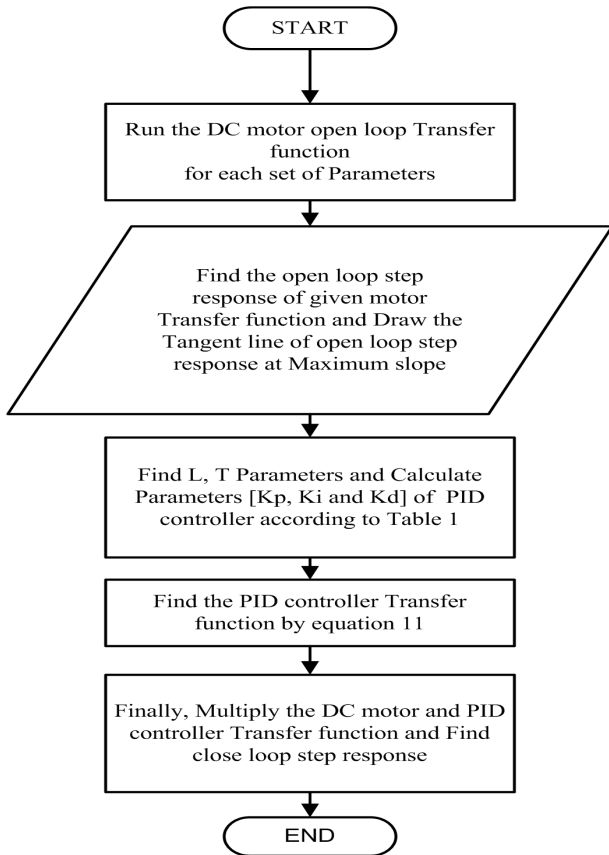 START
Run the DC motor open loop Transfer
function
for each set of Parameters
Find the open loop step
response of given motor
Transfer function and Draw the
Tangent line of open loop step
response at Maximum slope
Find L, T Parameters and Calculate
Parameters [Kp, Ki and Kd] of PID
controller according to Table 1
Find the PID controller Transfer
function by equation 11
Finally, Multiply the DC motor and PID
controller Transfer function and Find
close loop step response
END